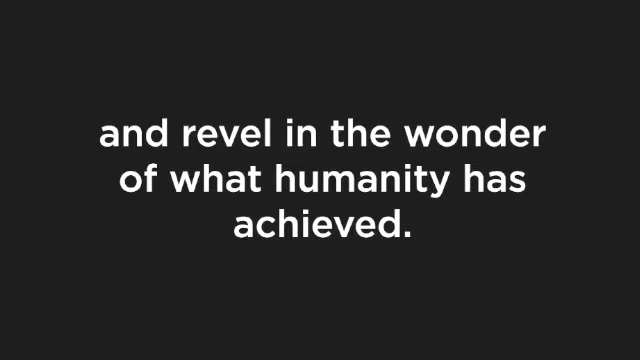 and revel in the wonder
of what humanity has
achieved.